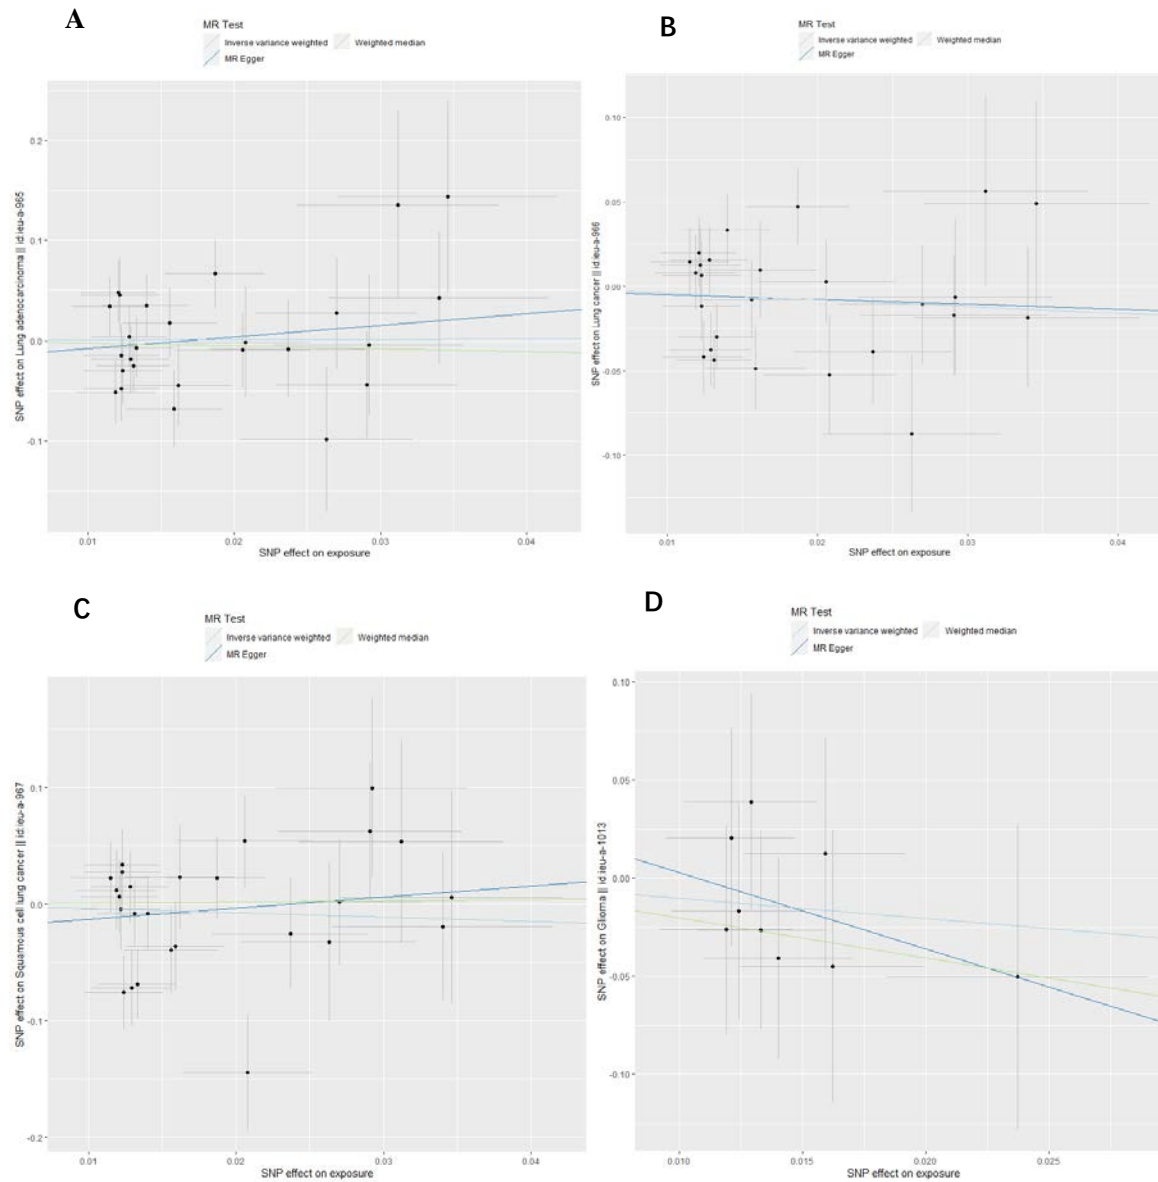 A
MR Test
Inverse variance weighted
Weighted median
MR Egger
SNP effect on Lung adenocarcinoma || id:ieu-a-965
0.2
0.1
0.0
-0.1
0.01
0.02
0.03
0.04
SNP effect on exposure
B
MR Test
Inverse variance weighted
Weighted median
MR Egger
SNP effect on Lung cancer || id:ieu-a-966
0.10
0.05
0.00
-0.05
-0.10
0.01
0.02
0.03
0.04
SNP effect on exposure
C
MR Test
Inverse variance weighted
Weighted median
MR Egger
SNP effect on Squamous cell lung cancer || id:ieu-a-967
0.1
0.0
-0.1
-0.2
0.01
0.02
0.03
0.04
SNP effect on exposure
D
MR Test
Inverse variance weighted
Weighted median
MR Egger
SNP effect on Glioma || id:ieu-a-1013
0.10
0.05
0.00
-0.05
-0.10
0.010
0.015
0.020
0.025
SNP effect on exposure